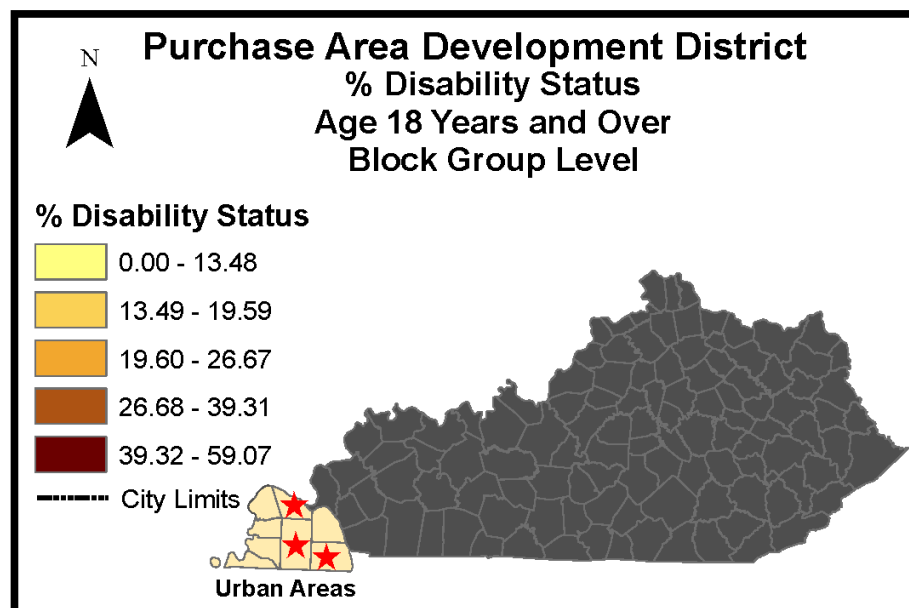 Purchase Area Development District
% Disability Status
Age 18 Years and Over
Block Group Level
N
% Disability Status
0.00 - 13.48
13.49 - 19.59
19.60 - 26.67
26.68 - 39.31
39.32 - 59.07
City Limits
Urban Areas